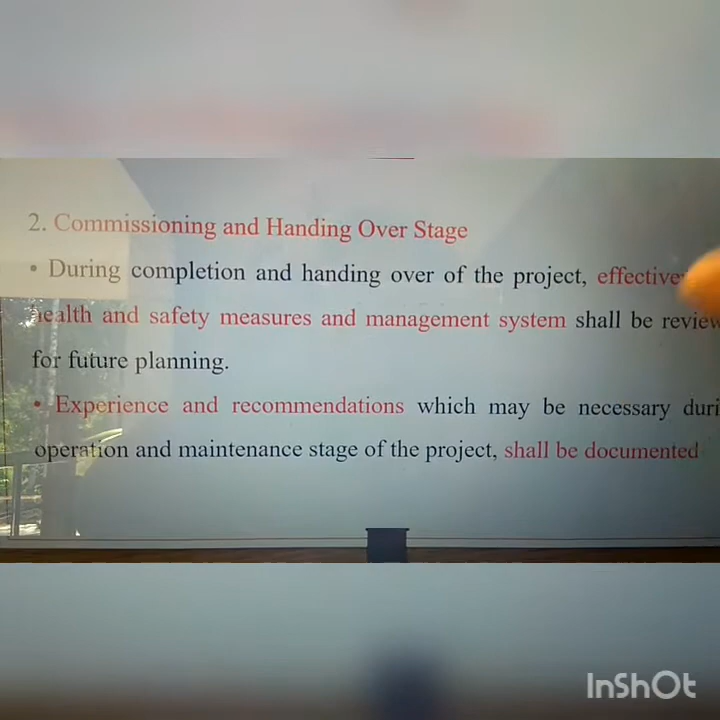 2. Commissioning and Handing Over Stage
• During completion and handing over of the project, effective
health and safety measures and management system shall be
for future planning.
• Experience and recommendations which may be necessary
operation and maintenance stage of the project, shall be documented
InShOt